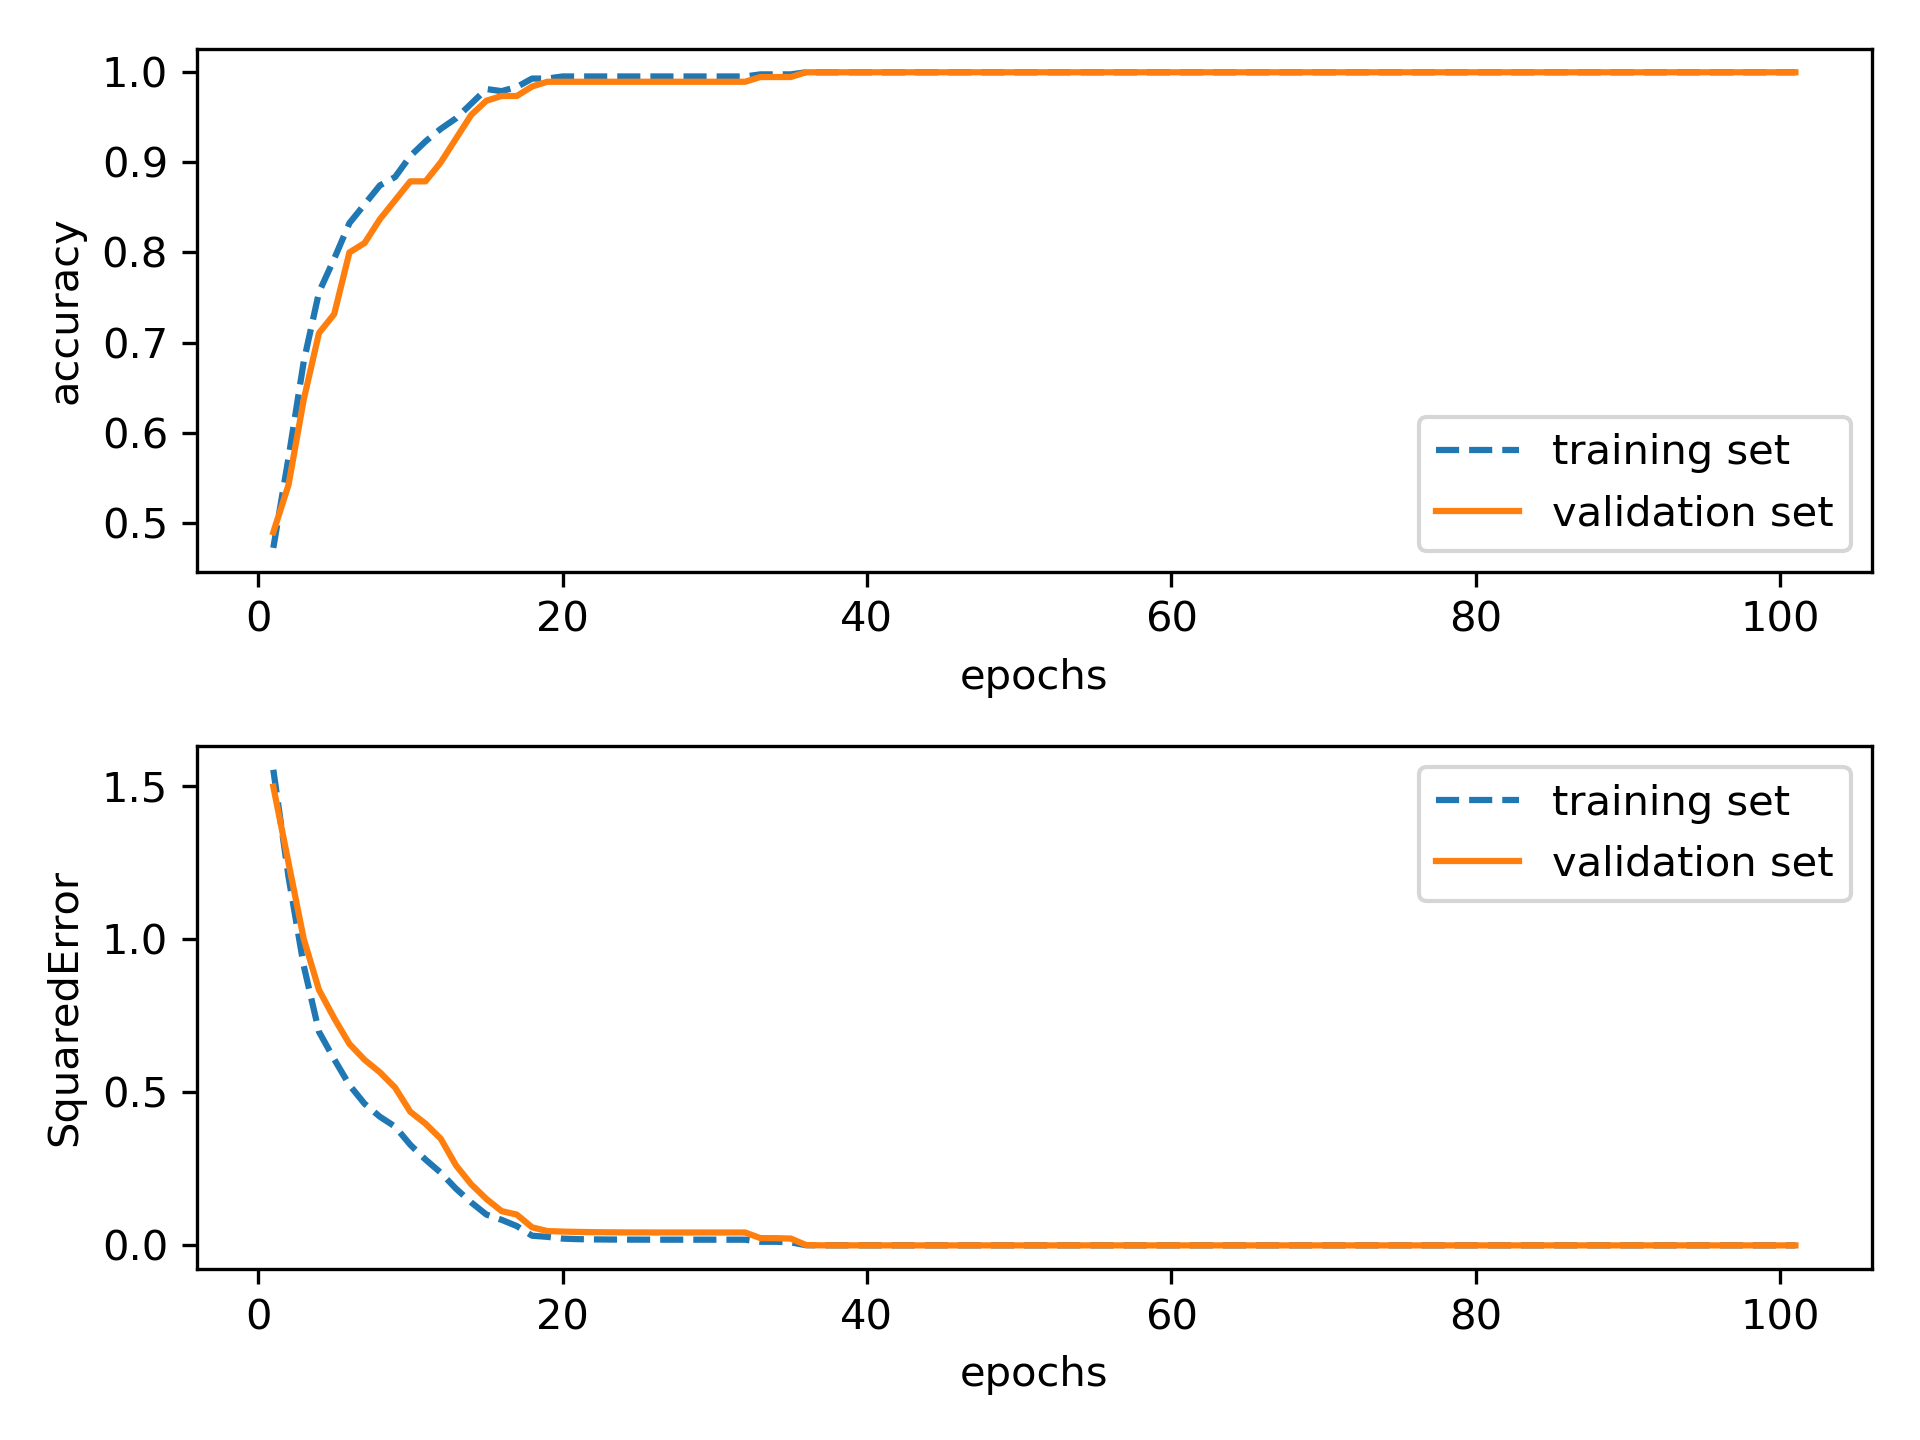 1.0
0.9
0.8
0.7
0.6
0.5
accuracy
training set
validation set
0 20 40 60 80 100
epochs
1.5
1.0
0.5
0.0
SquaredError
training set
validation set
0 20 40 60 80 100
epochs